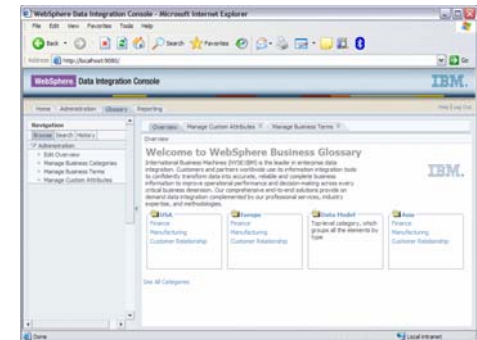 WebSphere Data Integration Console - Microsoft Internet Explorer
File Edit View Favorites Tools Help
Back Search Favorites
Address http://localhost:9080/ Go
WebSphere. Data Integration Console
IBM.
Home Administration Glossary Reporting
Help Log Out
Navigation
Browse Search History
Administration
Edit Overview
Manage Business Categories
Manage Business Terms
Manage Custom Attributes
Overview Manage Custom Attributes Manage Business Terms
Overview
Welcome to WebSphere Business Glossary
International Business Machines (NYSE:IBM) is the leader in enterprise data
integration. Customers and partners worldwide use its information integration tools
to confidently transform data into accurate, reliable and complete business
information to improve operational performance and decision-making across every
critical business dimension. Our comprehensive end-to-end solutions provide on
demand data integration complemented by our professional services, industry
expertise, and methodologies.
IBM.
USA
Finance
Manufacturing
Customer Relationship
Europe
Finance
Manufacturing
Customer Relationship
Data Model
Top-level category, which
groups all the elements by
type
Asia
Finance
Manufacturing
Customer Relationship
See All Categories
Done
Local intranet